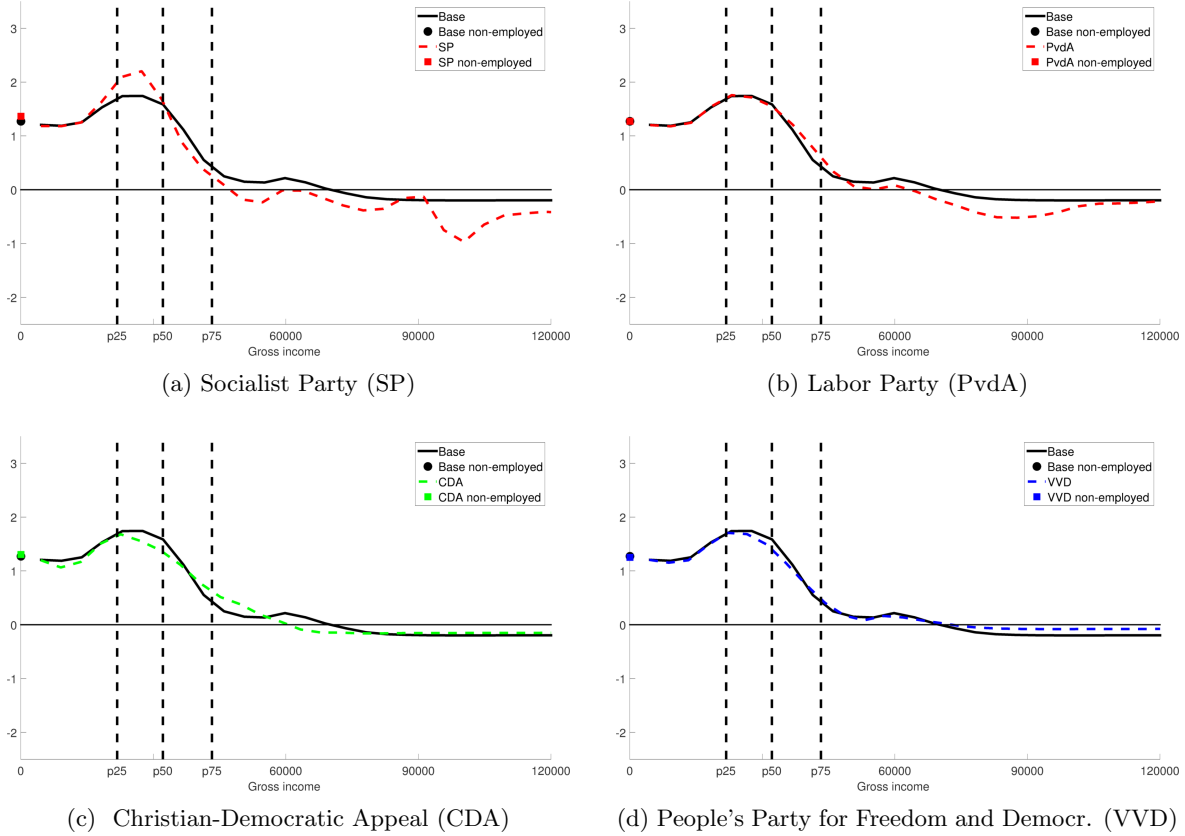 3
2
1
0
-1
-2
Base
Base non-employed
SP
SP non-employed
0 p25 p50 p75 60000 90000 120000
Gross income
(a) Socialist Party (SP)
3
2
1
0
-1
-2
Base
Base non-employed
PvdA
PvdA non-employed
0 p25 p50 p75 60000 90000 120000
Gross income
(b) Labor Party (PvdA)
3
2
1
0
-1
-2
Base
Base non-employed
CDA
CDA non-employed
0 p25 p50 p75 60000 90000 120000
Gross income
(c) Christian-Democratic Appeal (CDA)
3
2
1
0
-1
-2
Base
Base non-employed
VVD
VVD non-employed
0 p25 p50 p75 60000 90000 120000
Gross income
(d) People's Party for Freedom and Democr. (VVD)